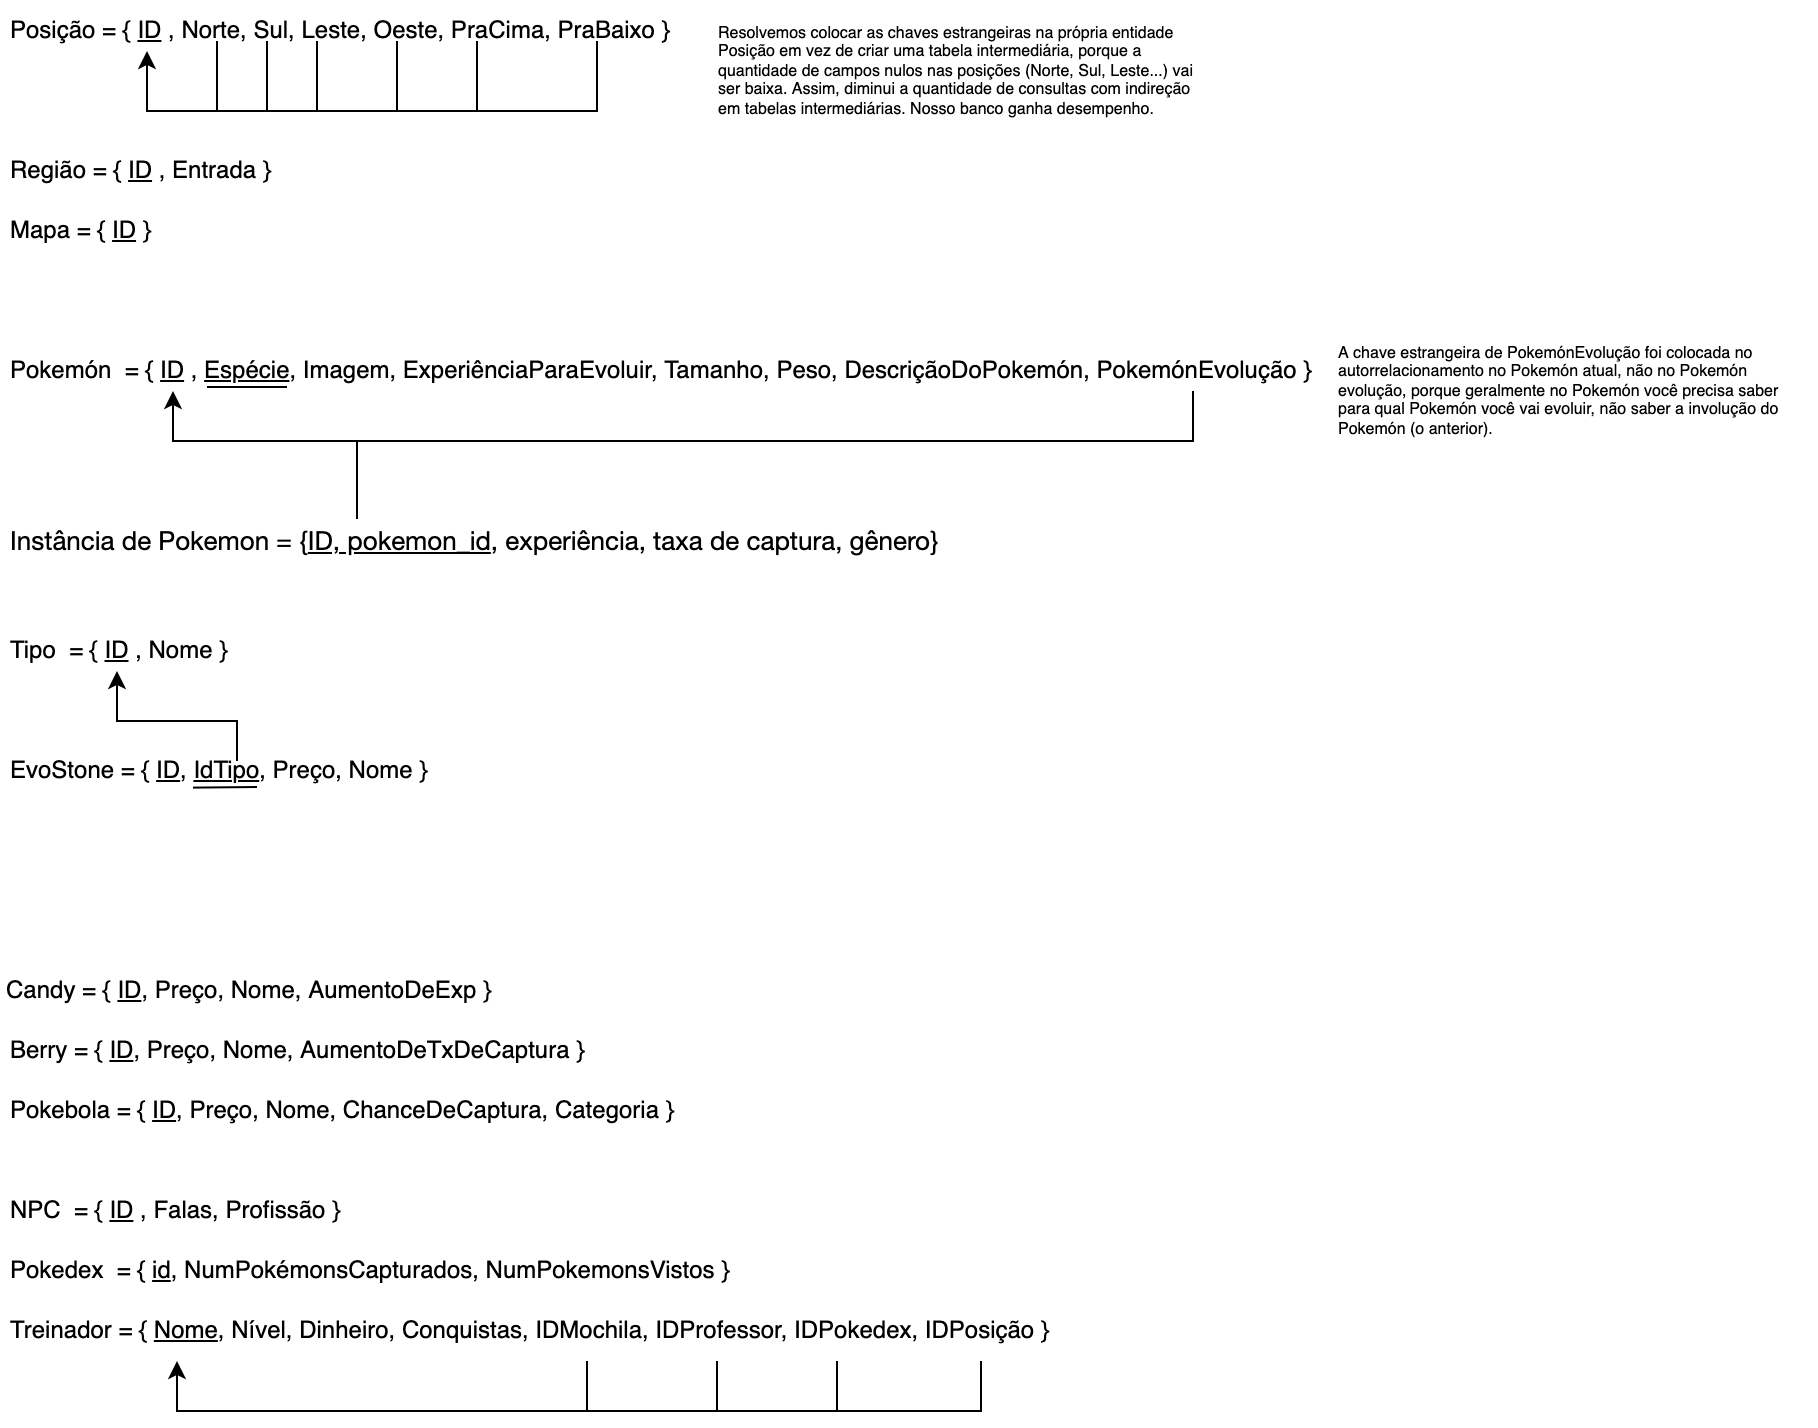 Posição = { ID , Norte, Sul, Leste, Oeste, PraCima, PraBaixo }
Resolvemos colocar as chaves estrangeiras na própria entidade
Posição em vez de criar uma tabela intermediária, porque a
quantidade de campos nulos nas posições (Norte, Sul, Leste...) vai
ser baixa. Assim, diminui a quantidade de consultas com indireção
em tabelas intermediárias. Nosso banco ganha desempenho.
Região = { ID , Entrada }
Mapa = { ID }
Pokemón = { ID , Espécie, Imagem, ExperiênciaParaEvoluir, Tamanho, Peso, DescriçãoDoPokemón, PokemónEvolução }
A chave estrangeira de PokemónEvolução foi colocada no
autorrelacionamento no Pokemón atual, não no Pokemón
evolução, porque geralmente no Pokemón você precisa saber
para qual Pokemón você vai evoluir, não saber a involução do
Pokemón (o anterior).
Instância de Pokemon = {ID, pokemon_id, experiência, taxa de captura, gênero}
Tipo = { ID , Nome }
EvoStone = { ID, IdTipo, Preço, Nome }
Candy = { ID, Preço, Nome, AumentoDeExp }
Berry = { ID, Preço, Nome, AumentoDeTxDeCaptura }
Pokebola = { ID, Preço, Nome, ChanceDeCaptura, Categoria }
NPC = { ID , Falas, Profissão }
Pokedex = { id, NumPokémonsCapturados, NumPokemonsVistos }
Treinador = { Nome, Nível, Dinheiro, Conquistas, IDMochila, IDProfessor, IDPokedex, IDPosição }